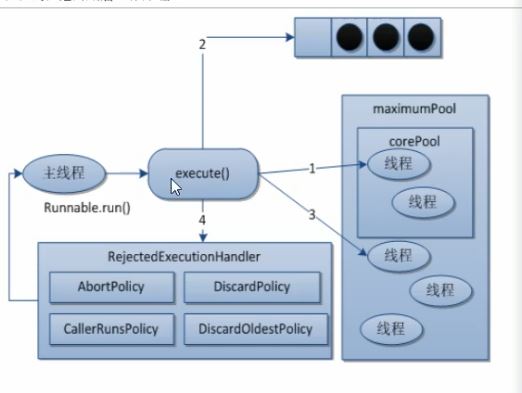 2
maximumPool
corePool
线程
线程
主线程
execute()
1
Runnable.run()
3
4
线程
线程
线程
RejectedExecutionHandler
AbortPolicy
DiscardPolicy
CallerRunsPolicy
DiscardOldestPolicy